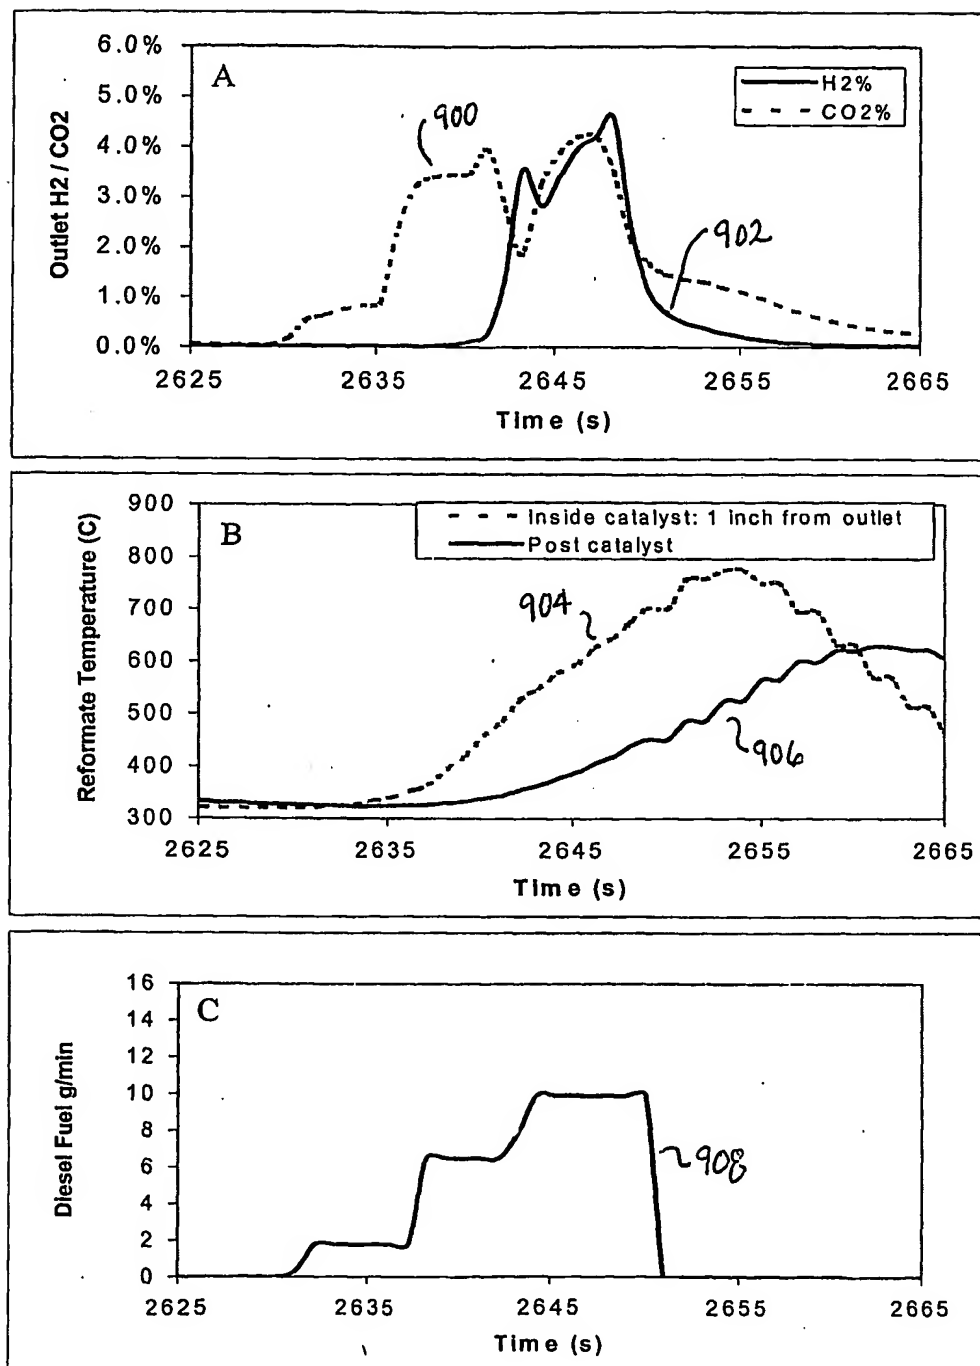 A
Outlet H2 / CO2
6.0%
5.0%
4.0%
3.0%
2.0%
1.0%
0.0%
H2%
CO2%
900
902
2625 2635 2645 2655 2665
Time (s)
B
Reformate Temperature (C)
900
800
700
600
500
400
300
Inside catalyst: 1 inch from outlet
Post catalyst
904
906
2625 2635 2645 2655 2665
Time (s)
C
Diesel Fuel g/min
16
14
12
10
8
6
4
2
0
908
2625 2635 2645 2655 2665
Time (s)